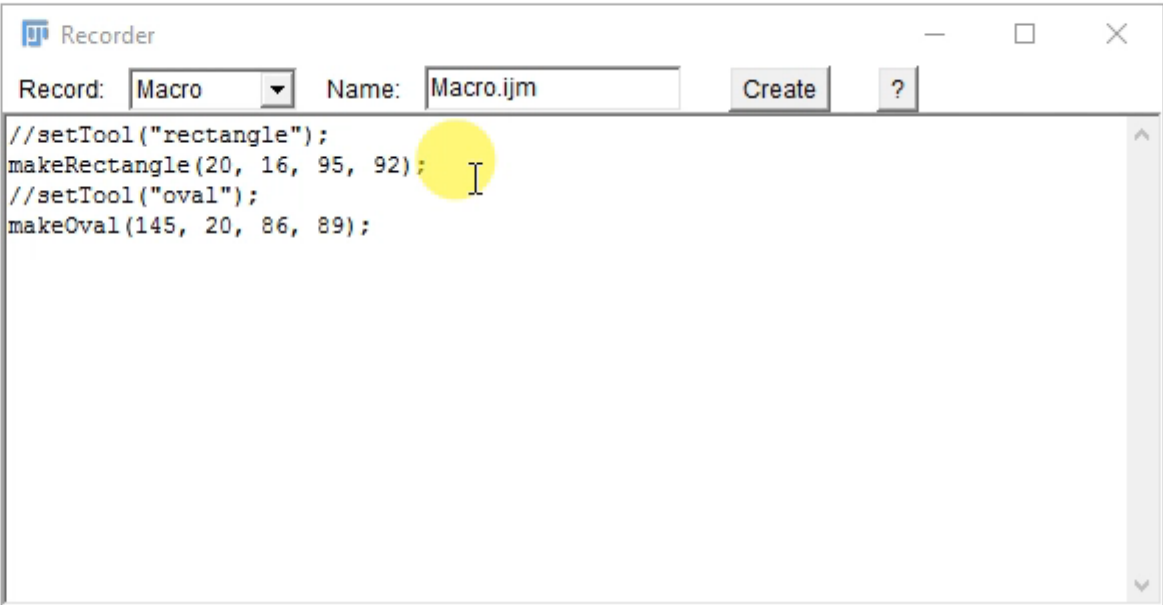 Recorder
Record: Macro Name: Macro.ijm Create ?
//setTool("rectangle");
makeRectangle(20, 16, 95, 92);
//setTool("oval");
makeOval(145, 20, 86, 89);